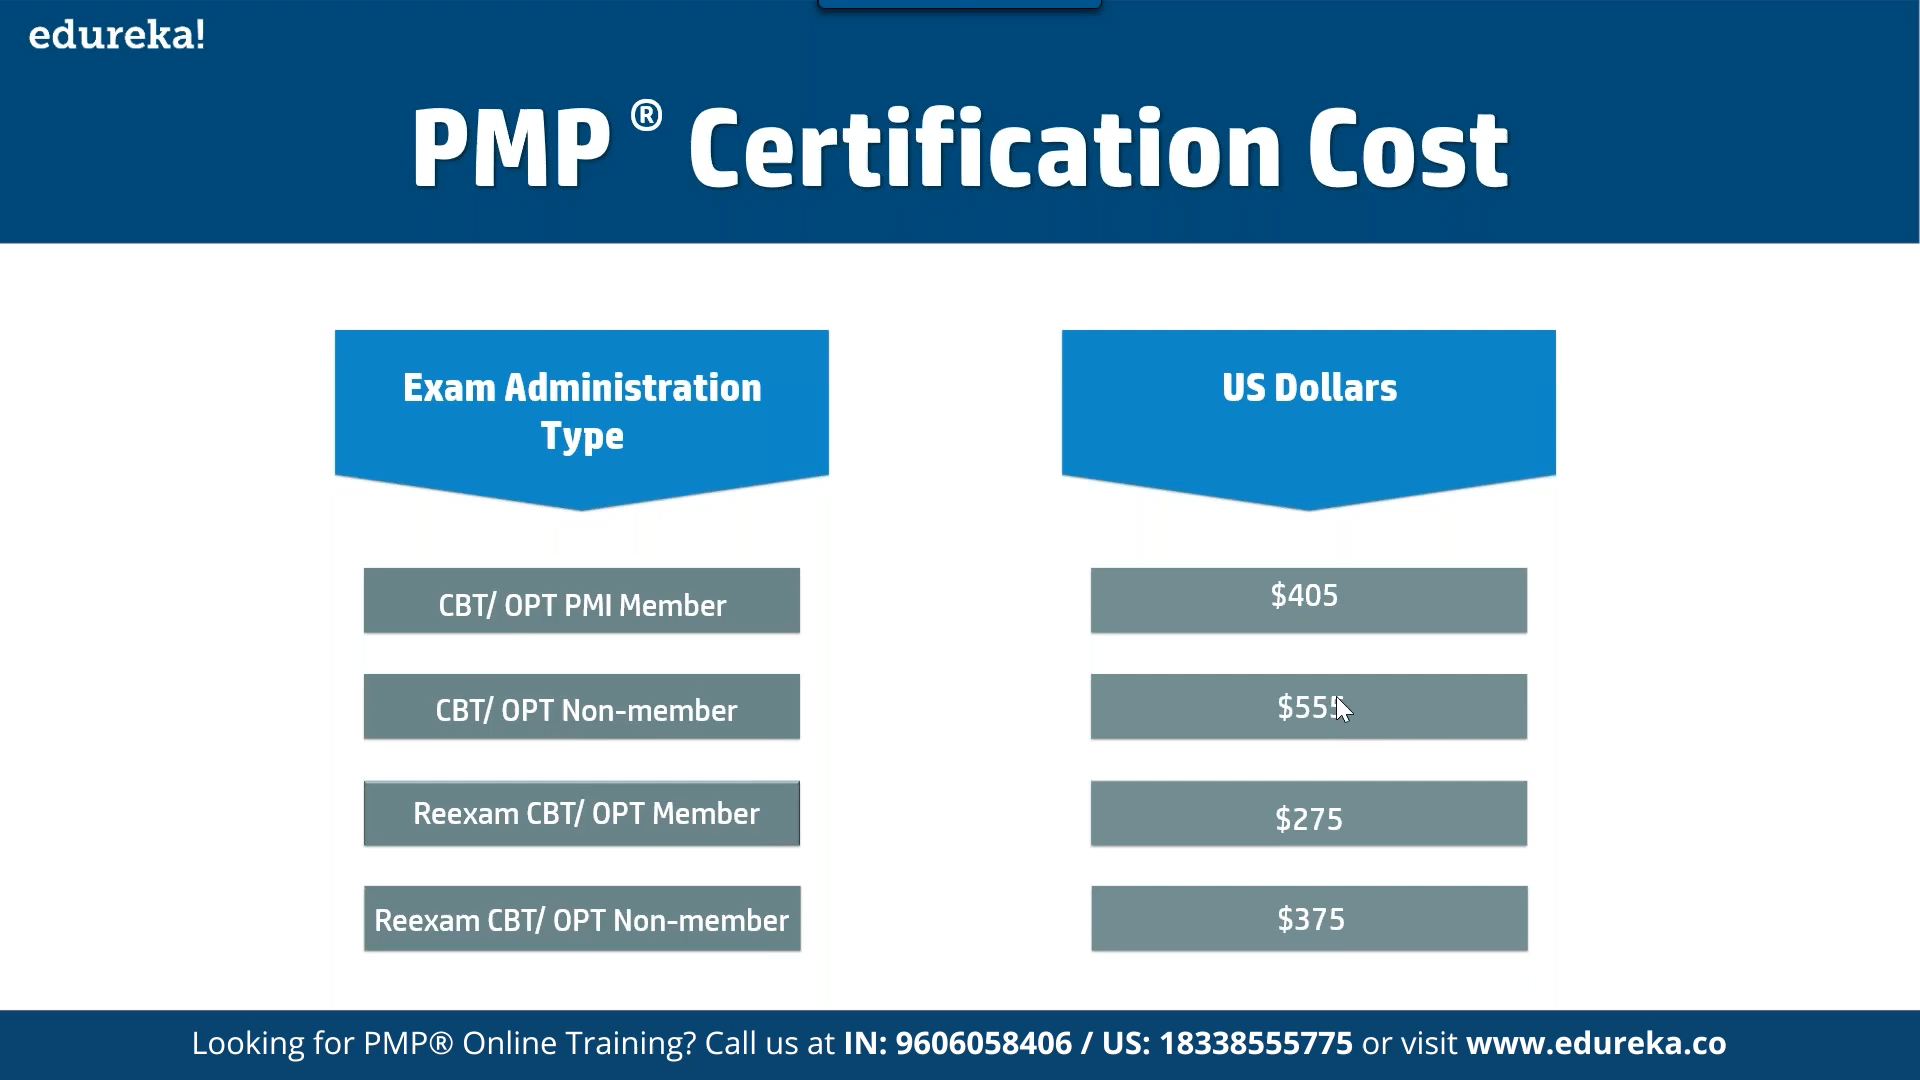 edureka!
PMP ® Certification Cost
Exam Administration
Type
US Dollars
CBT/ OPT PMI Member
$405
CBT/ OPT Non-member
$555
Reexam CBT/ OPT Member
$275
Reexam CBT/ OPT Non-member
$375
Looking for PMP® Online Training? Call us at IN: 9606058406 / US: 18338555775 or visit www.edureka.co